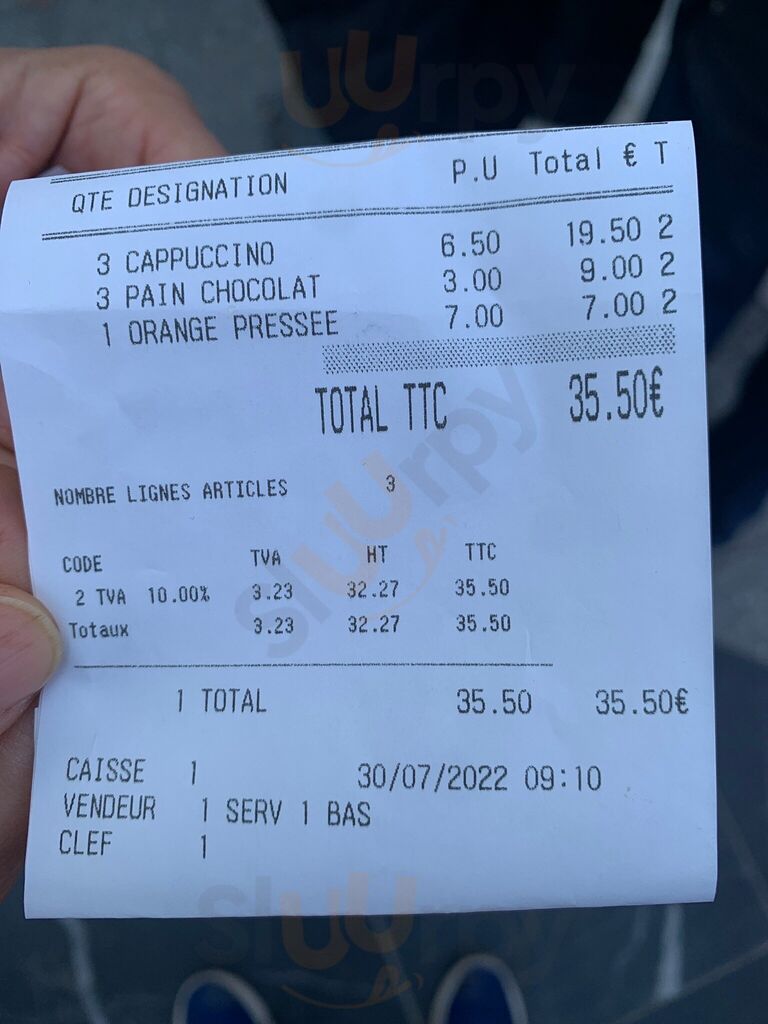 QTE DESIGNATION P.U Total € T
3 CAPPUCCINO 6.50 19.50 2
3 PAIN CHOCOLAT 3.00 9.00 2
1 ORANGE PRESSEE 7.00 7.00 2
TOTAL TTC 35.50€
NOMBRE LIGNES ARTICLES 3
CODE TVA HT TTC
2 TVA 10.00% 3.23 32.27 35.50
Totaux 3.23 32.27 35.50
1 TOTAL 35.50 35.50€
CAISSE 1 30/07/2022 09:10
VENDEUR 1 SERV 1 BAS
CLEF 1
sluurpy
sluurpy
sluurpy